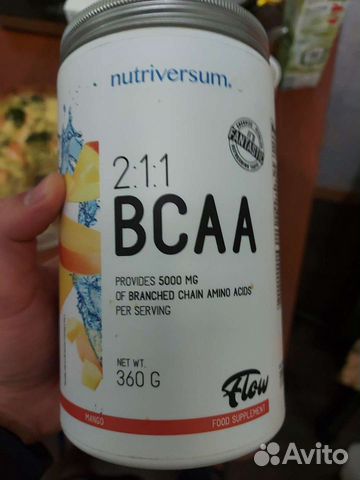 nutriversum.
FANTASTIC
2:1:1
BCAA
PROVIDES 5000 MG
OF BRANCHED CHAIN AMINO ACIDS
PER SERVING
NET WT.
360 G
Flow
MANGO
FOOD SUPPLEMENT
Avito